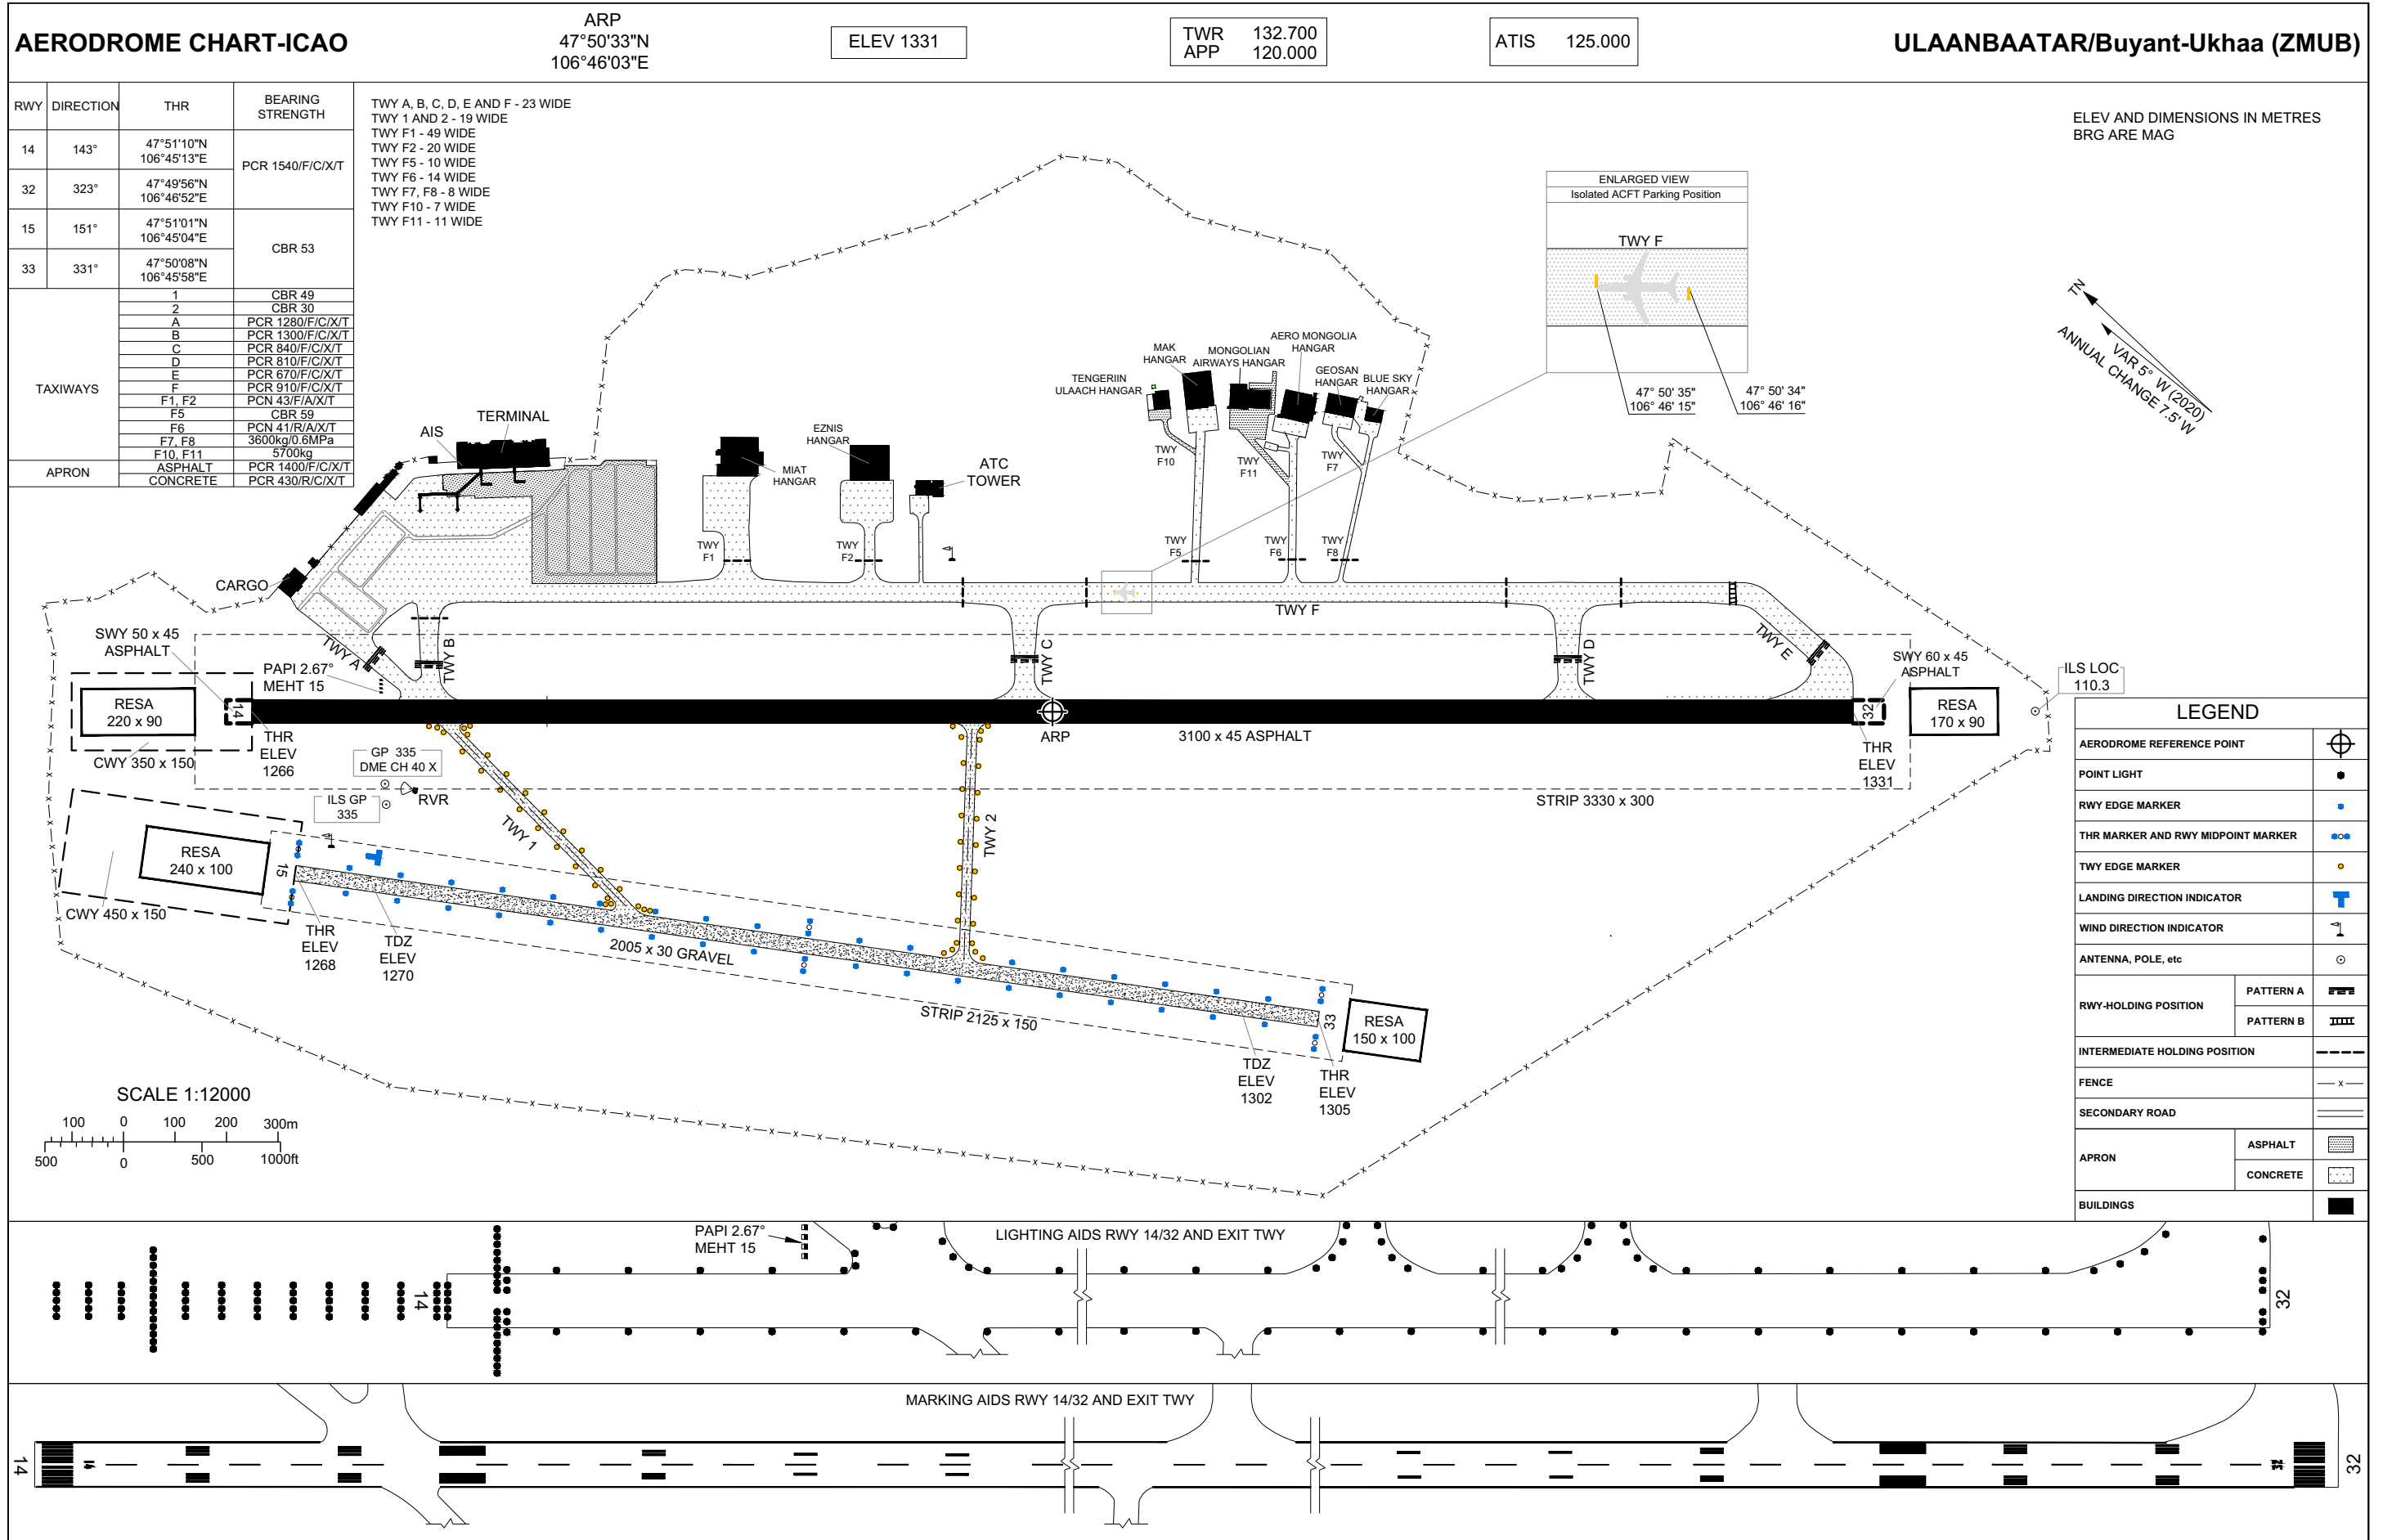 AERODROME CHART-ICAO
ARP
47°50'33"N
106°46'03"E
ELEV 1331
TWR 132.700
APP 120.000
ATIS 125.000
ULAANBAATAR/Buyant-Ukhaa (ZMUB)
RWY DIRECTION THR BEARING STRENGTH
14 143° 47°51'10"N 106°45'13"E PCR 1540/F/C/X/T
32 323° 47°49'56"N 106°46'52"E
15 151° 47°51'01"N 106°45'04"E CBR 53
33 331° 47°50'08"N 106°45'58"E
TAXIWAYS
1 CBR 49
2 CBR 30
A PCR 1280/F/C/X/T
B PCR 1300/F/C/X/T
C PCR 840/F/C/X/T
D PCR 810/F/C/X/T
E PCR 670/F/C/X/T
F PCR 910/F/C/X/T
F1, F2 PCN 43/F/A/X/T
F5 CBR 59
F6 PCN 41/R/A/X/T
F7, F8 3600kg/0.6MPa
F10, F11 5700kg
APRON
ASPHALT PCR 1400/F/C/X/T
CONCRETE PCR 430/R/C/X/T
TWY A, B, C, D, E AND F - 23 WIDE
TWY 1 AND 2 - 19 WIDE
TWY F1 - 49 WIDE
TWY F2 - 20 WIDE
TWY F5 - 10 WIDE
TWY F6 - 14 WIDE
TWY F7, F8 - 8 WIDE
TWY F10 - 7 WIDE
TWY F11 - 11 WIDE
ELEV AND DIMENSIONS IN METRES
BRG ARE MAG
ENLARGED VIEW
Isolated ACFT Parking Position
TWY F
47° 50' 35"
106° 46' 15"
47° 50' 34"
106° 46' 16"
TN
VAR 5° W (2020)
ANNUAL CHANGE 7.5' W
AIS
TERMINAL
CARGO
MIAT
HANGAR
EZNIS
HANGAR
ATC
TOWER
TENGERIIN
ULAACH HANGAR
MAK
HANGAR
MONGOLIAN
AIRWAYS HANGAR
AERO MONGOLIA
HANGAR
GEOSAN
HANGAR
BLUE SKY
HANGAR
TWY
F10
TWY
F11
TWY
F7
TWY
F1
TWY
F2
TWY
F5
TWY
F6
TWY
F8
TWY F
TWY A
TWY B
TWY C
TWY D
TWY E
SWY 50 x 45
ASPHALT
PAPI 2.67°
MEHT 15
SWY 60 x 45
ASPHALT
ILS LOC
110.3
RESA
220 x 90
14
32
RESA
170 x 90
CWY 350 x 150
THR
ELEV
1266
ARP
3100 x 45 ASPHALT
THR
ELEV
1331
GP 335
DME CH 40 X
ILS GP
335
RVR
STRIP 3330 x 300
TWY 1
TWY 2
RESA
240 x 100
15
CWY 450 x 150
THR
ELEV
1268
TDZ
ELEV
1270
2005 x 30 GRAVEL
STRIP 2125 x 150
33
RESA
150 x 100
TDZ
ELEV
1302
THR
ELEV
1305
SCALE 1:12000
100 0 100 200 300m
500 0 500 1000ft
LEGEND
AERODROME REFERENCE POINT
POINT LIGHT
RWY EDGE MARKER
THR MARKER AND RWY MIDPOINT MARKER
TWY EDGE MARKER
LANDING DIRECTION INDICATOR
WIND DIRECTION INDICATOR
ANTENNA, POLE, etc
RWY-HOLDING POSITION
PATTERN A
PATTERN B
INTERMEDIATE HOLDING POSITION
FENCE
SECONDARY ROAD
APRON
ASPHALT
CONCRETE
BUILDINGS
PAPI 2.67°
MEHT 15
LIGHTING AIDS RWY 14/32 AND EXIT TWY
14
32
MARKING AIDS RWY 14/32 AND EXIT TWY
14
14
32
32